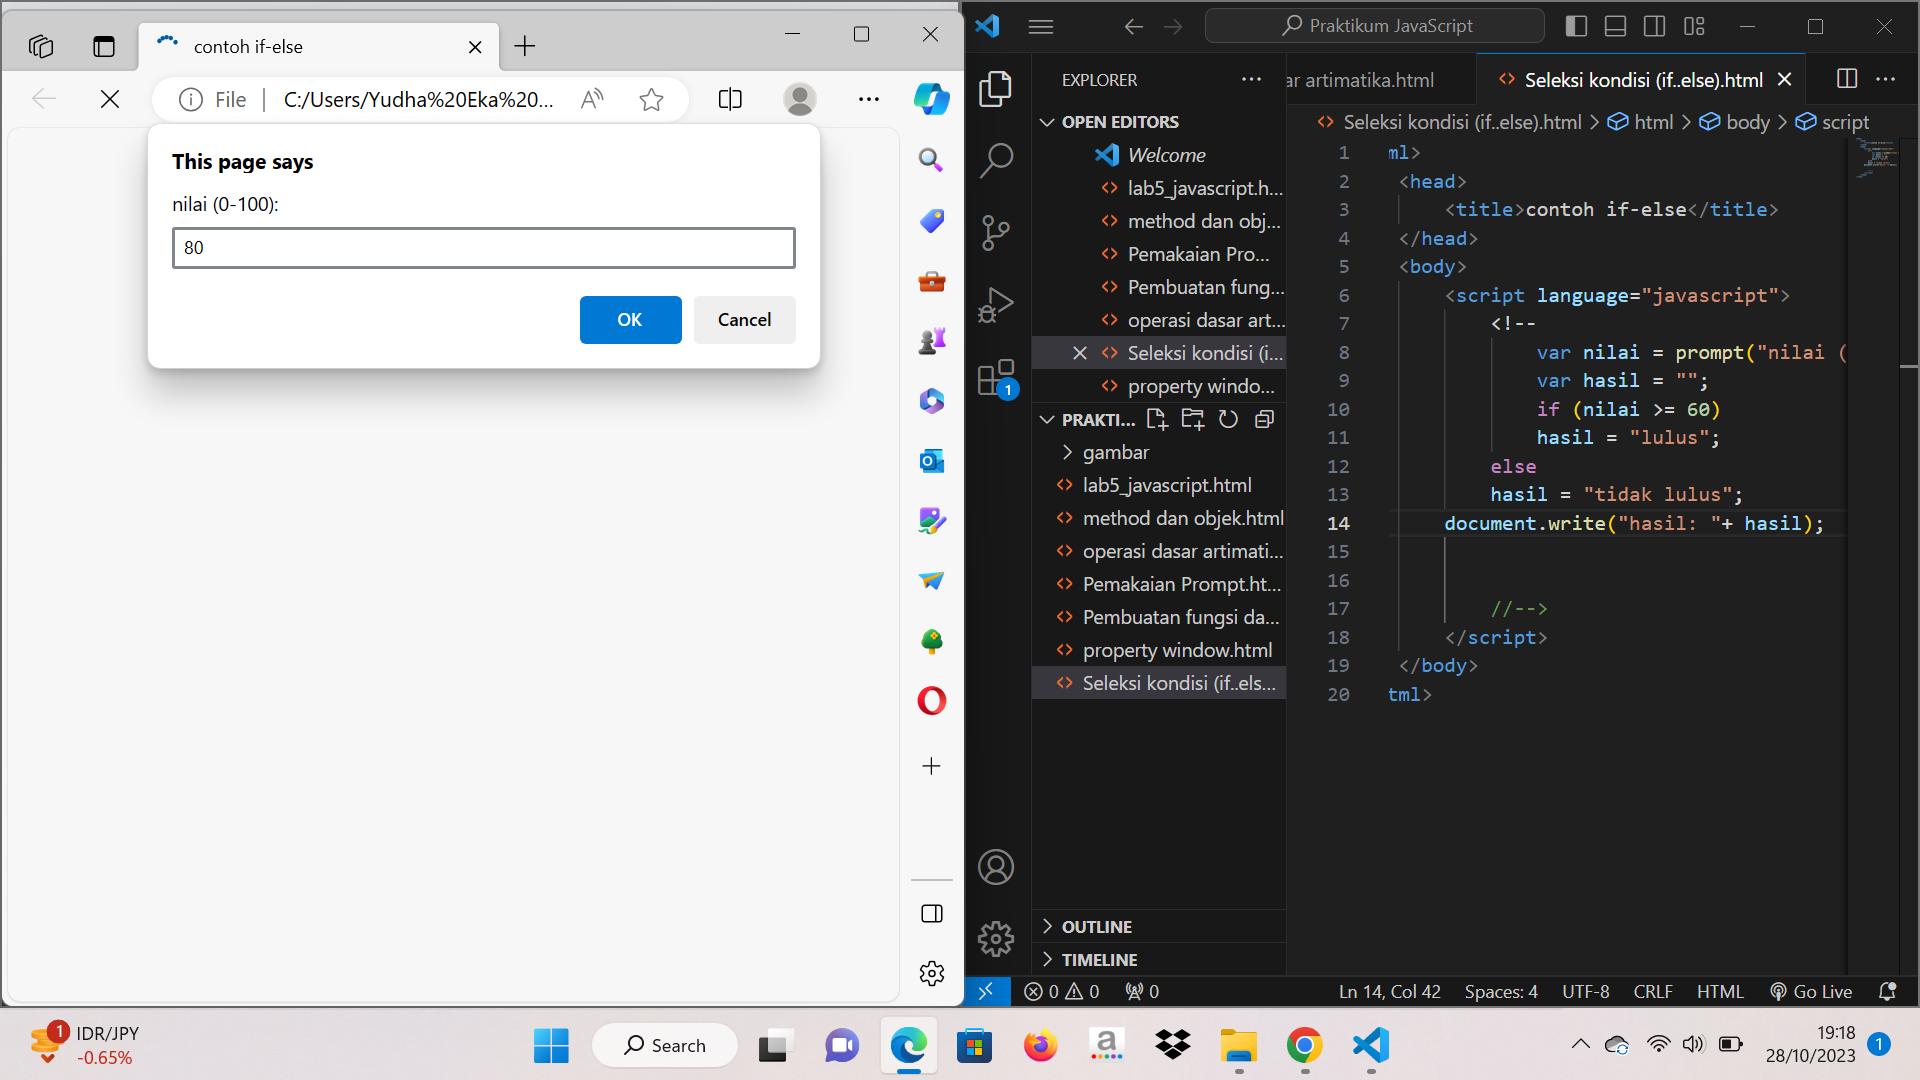 contoh if-else
File
C:/Users/Yudha%20Eka%20...
This page says
nilai (0-100):
80
OK
Cancel
Praktikum JavaScript
EXPLORER
ar artimatika.html
Seleksi kondisi (if..else).html
OPEN EDITORS
Seleksi kondisi (if..else).html > html > body > script
Welcome
lab5_javascript.h...
method dan obj...
Pemakaian Pro...
Pembuatan fung...
operasi dasar art...
Seleksi kondisi (i...
property windo...
1
PRAKTI...
gambar
lab5_javascript.html
method dan objek.html
operasi dasar artimati...
Pemakaian Prompt.ht...
Pembuatan fungsi da...
property window.html
Seleksi kondisi (if..els...
OUTLINE
TIMELINE
1 ml>
2 <head>
3 <title>contoh if-else</title>
4 </head>
5 <body>
6 <script language="javascript">
7 <!--
8 var nilai = prompt("nilai (
9 var hasil = "";
10 if (nilai >= 60)
11 hasil = "lulus";
12 else
13 hasil = "tidak lulus";
14 document.write("hasil: "+ hasil);
15
16
17 //-->
18 </script>
19 </body>
20 tml>
0 0 0
Ln 14, Col 42 Spaces: 4 UTF-8 CRLF HTML Go Live
1
IDR/JPY
-0.65%
Search
a
19:18
28/10/2023
1